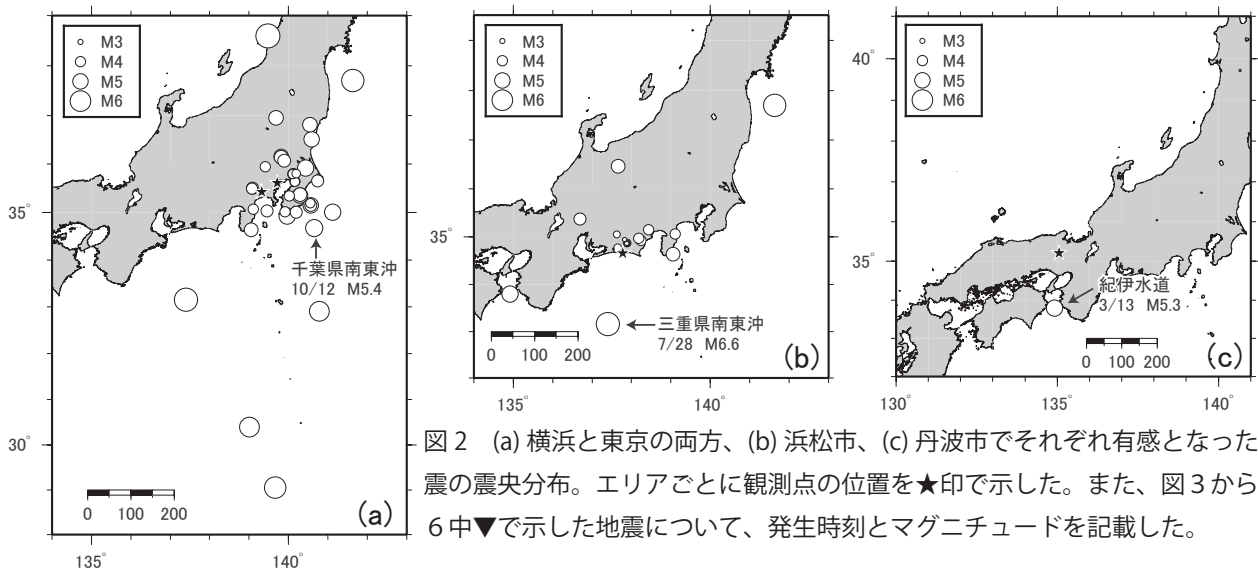 M3
M4
M5
M6
35°
30°
千葉県南東沖
10/12 M5.4
0 100 200
(a)
135° 140°
M3
M4
M5
M6
35°
三重県南東沖
7/28 M6.6
0 100 200
(b)
135° 140°
M3
M4
M5
M6
40°
35°
紀伊水道
3/13 M5.3
0 100 200
(c)
130° 135° 140°
図2 (a) 横浜と東京の両方、(b) 浜松市、(c) 丹波市でそれぞれ有感となった
震の震央分布。エリアごとに観測点の位置を★印で示した。また、図3から
6中▼で示した地震について、発生時刻とマグニチュードを記載した。